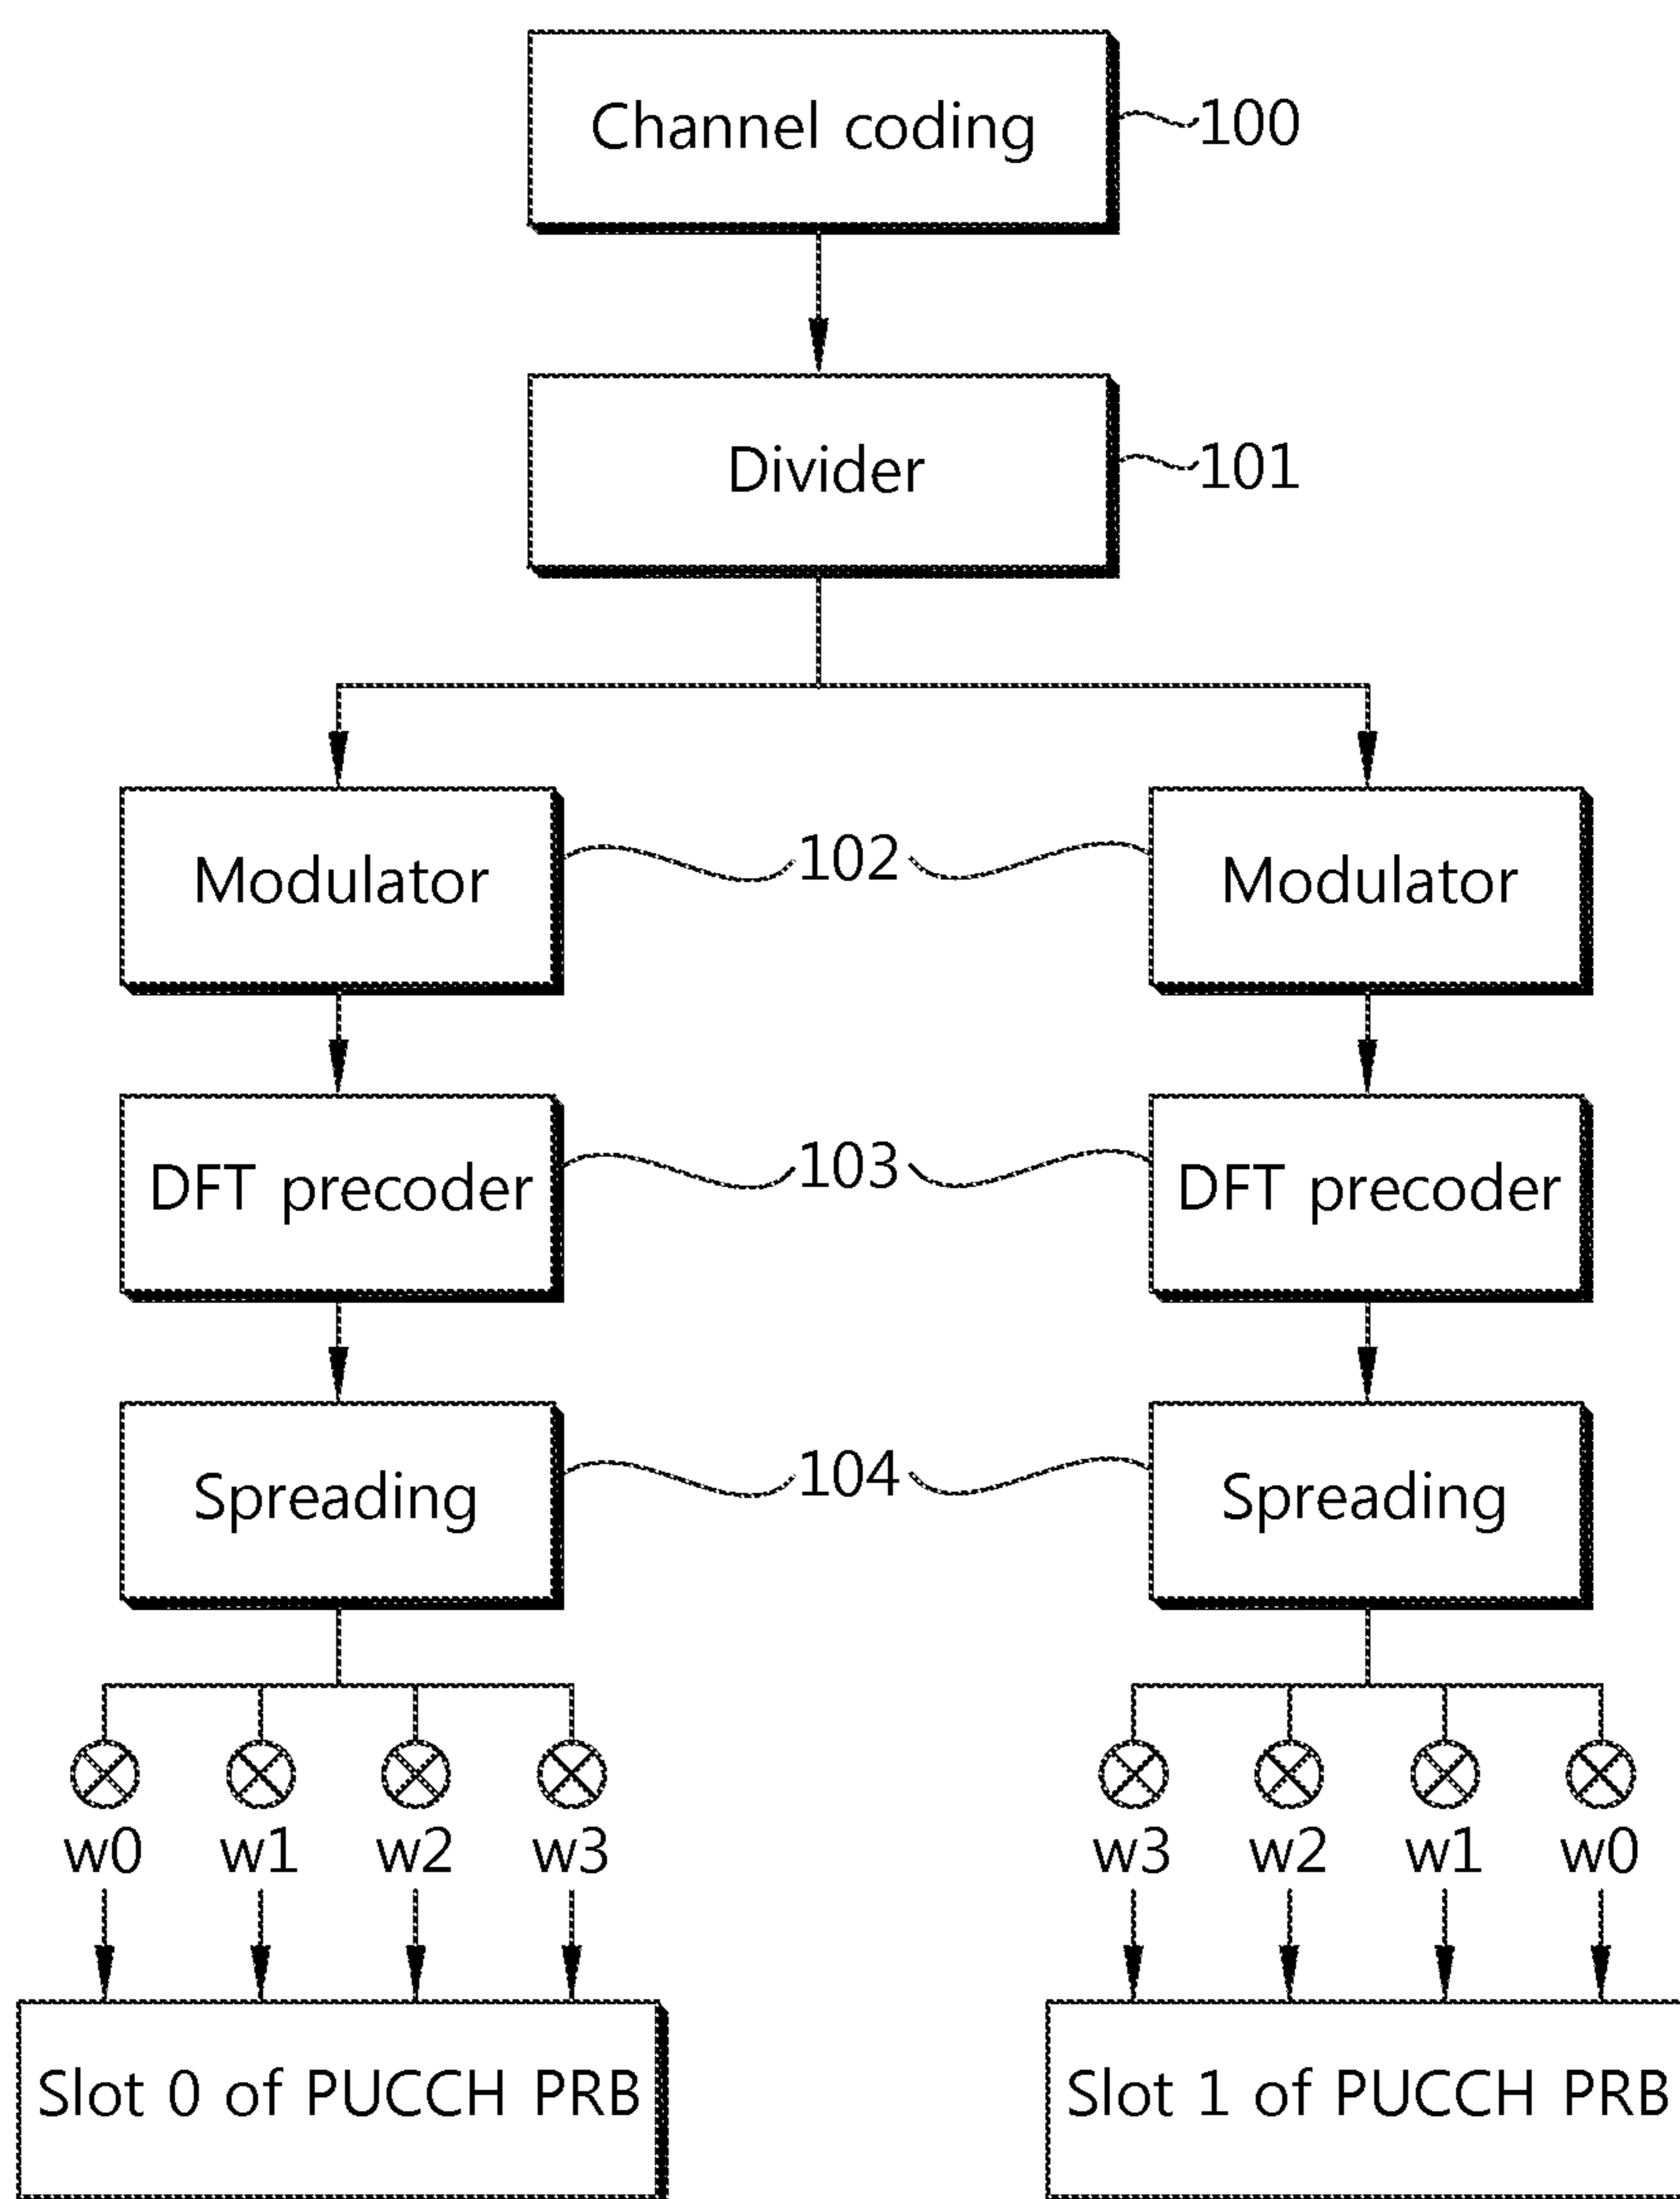 Channel coding 100
Divider 101
Modulator 102 Modulator
DFT precoder 103 DFT precoder
Spreading 104 Spreading
w0 w1 w2 w3 w3 w2 w1 w0
Slot 0 of PUCCH PRB Slot 1 of PUCCH PRB